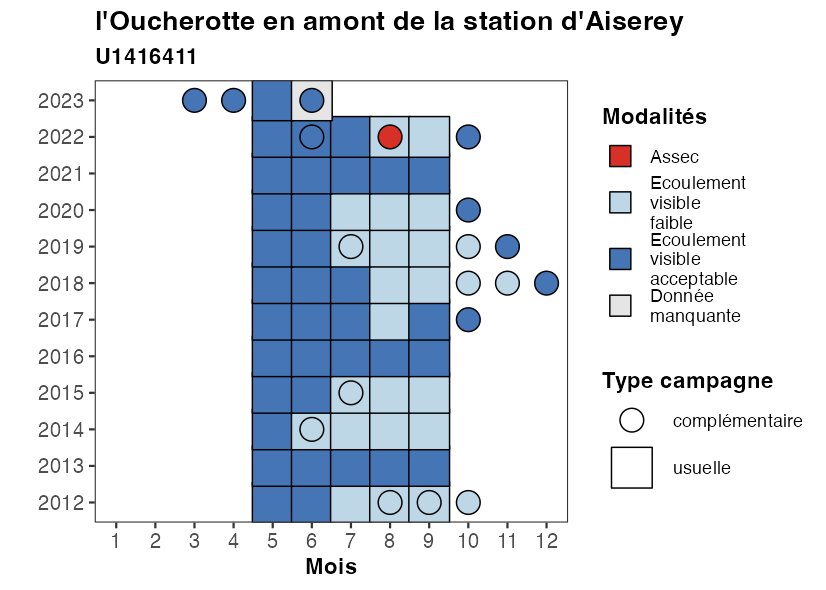 l'Oucherotte en amont de la station d'Aiserey
U1416411
2023
2022
2021
2020
2019
2018
2017
2016
2015
2014
2013
2012
1 2 3 4 5 6 7 8 9 10 11 12
Mois
Modalités
Assec
Ecoulement
visible
faible
Ecoulement
visible
acceptable
Donnée
manquante
Type campagne
complémentaire
usuelle